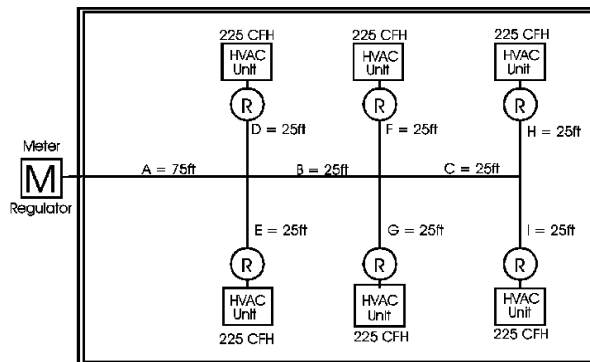 225 CFH 225 CFH 225 CFH
HVAC Unit HVAC Unit HVAC Unit
R R R
D = 25ft F = 25ft H = 25ft
Meter
M
Regulator
A = 75ft B = 25ft C = 25ft
E = 25ft G = 25ft I = 25ft
R R R
HVAC Unit HVAC Unit HVAC Unit
225 CFH 225 CFH 225 CFH